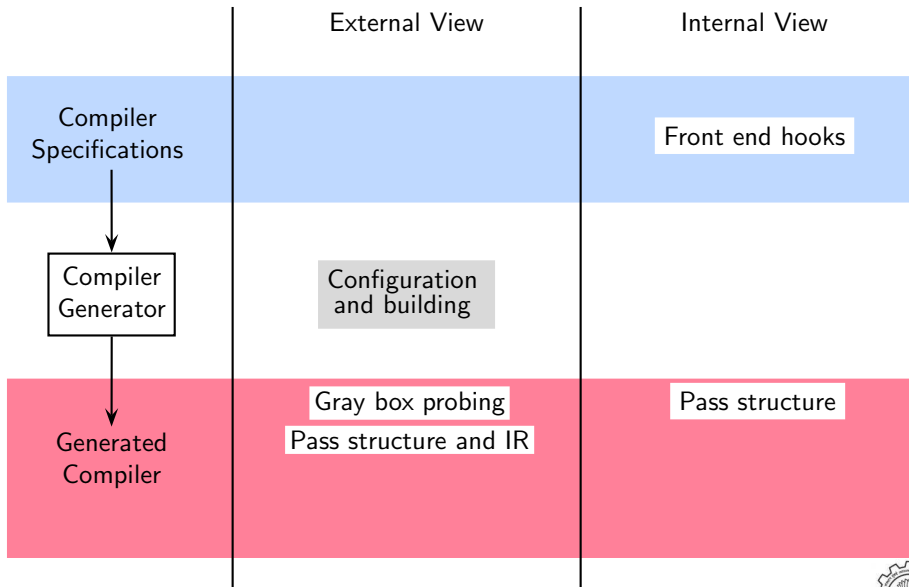 External View
Internal View
Compiler
Specifications
Front end hooks
Compiler
Generator
Configuration
and building
Gray box probing
Pass structure and IR
Pass structure
Generated
Compiler